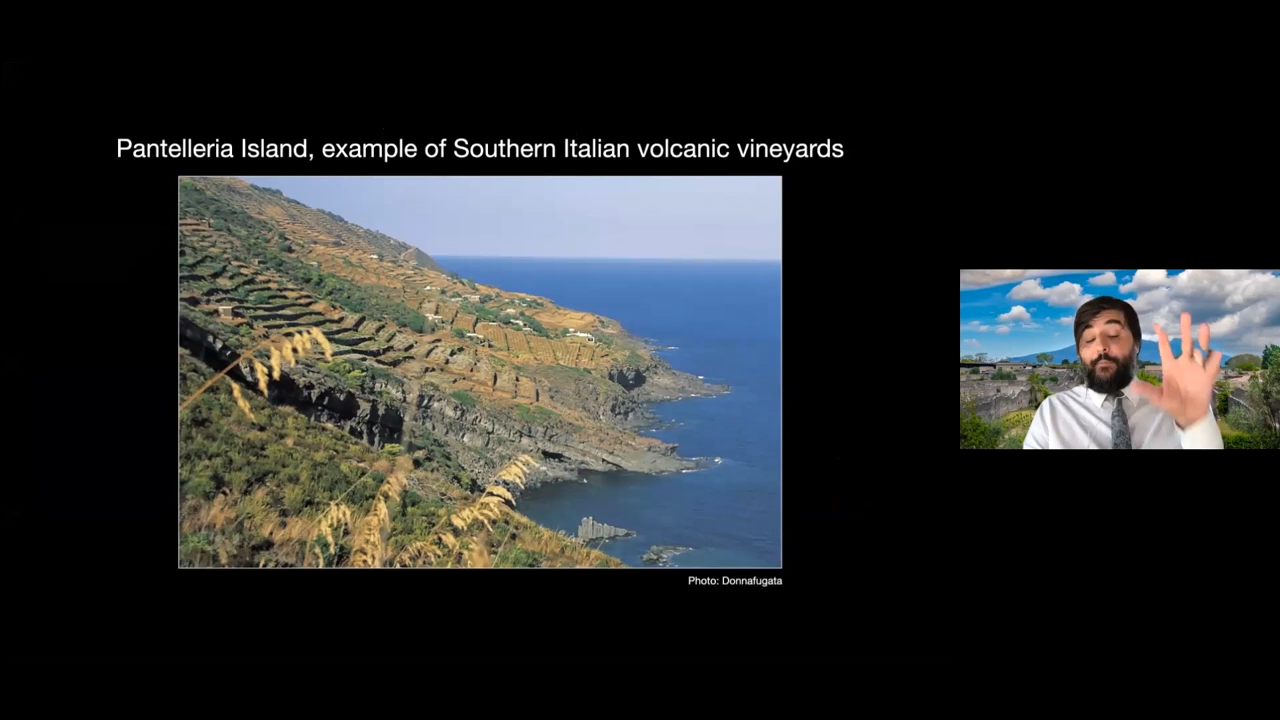 Pantelleria Island, example of Southern Italian volcanic vineyards
Photo: Donnafugata